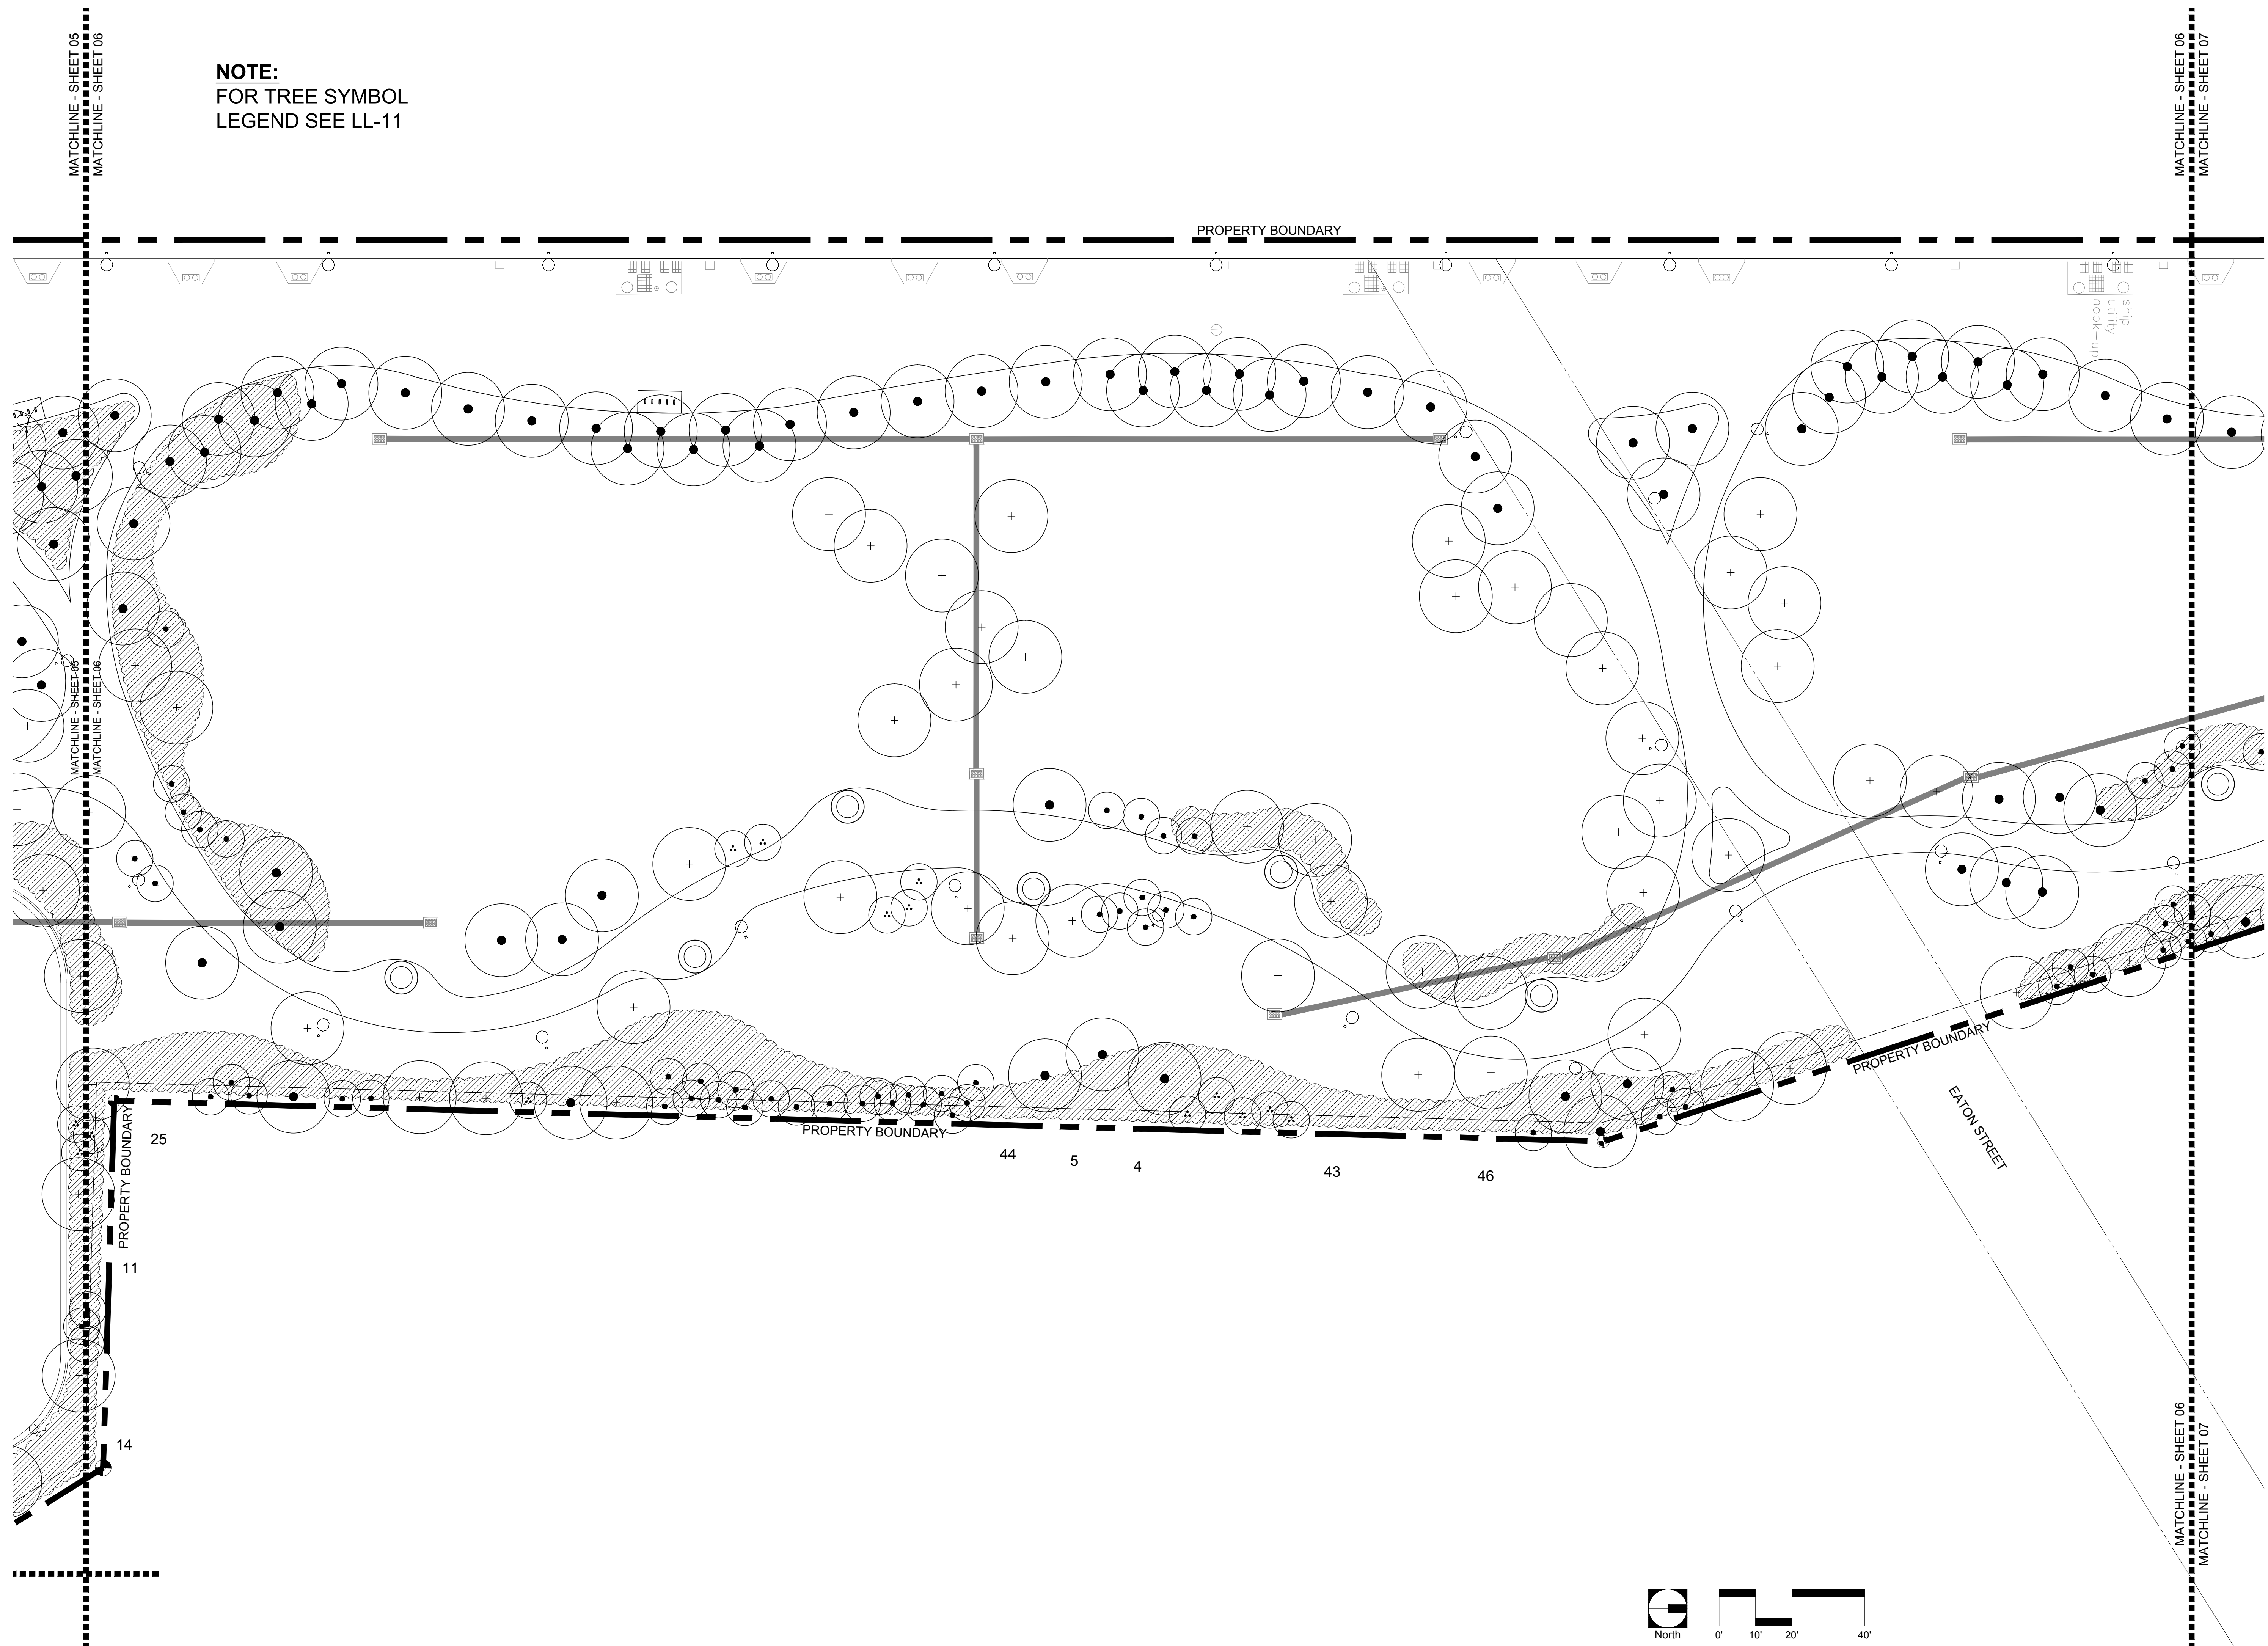 MATCHLINE - SHEET 05
MATCHLINE - SHEET 06
MATCHLINE - SHEET 06
MATCHLINE - SHEET 07
NOTE:
FOR TREE SYMBOL
LEGEND SEE LL-11
PROPERTY BOUNDARY
ship
utility
hook-up
MATCHLINE - SHEET 05
MATCHLINE - SHEET 06
PROPERTY BOUNDARY
PROPERTY BOUNDARY
PROPERTY BOUNDARY
EATON STREET
25
44
5
4
43
46
11
14
MATCHLINE - SHEET 06
MATCHLINE - SHEET 07
North
0' 10' 20' 40'